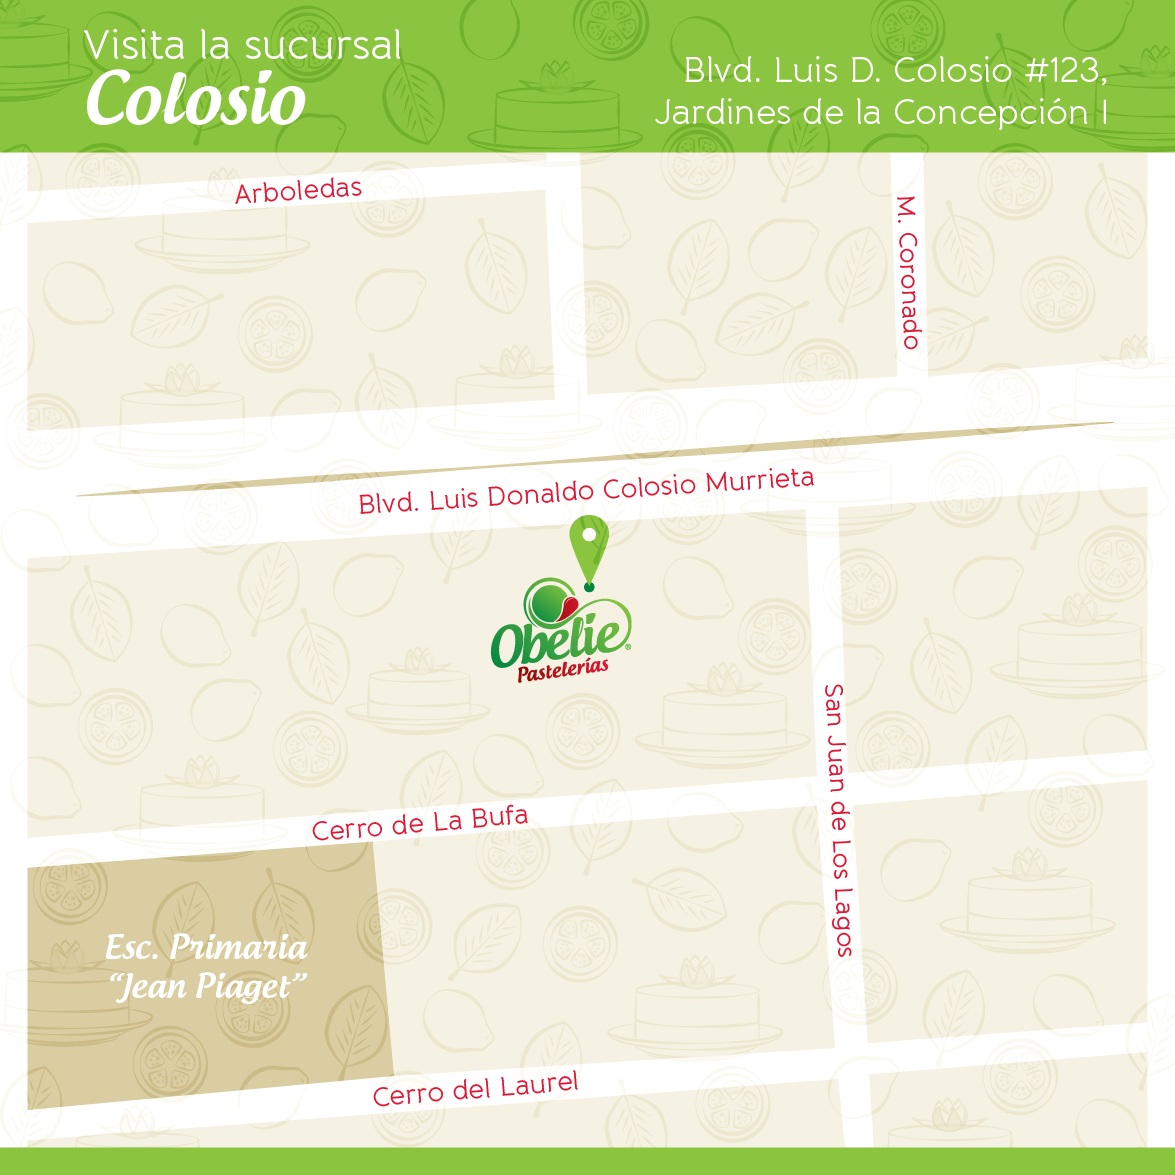 Visita la sucursal
Colosio
Blvd. Luis D. Colosio #123,
Jardines de la Concepción I
Arboledas
M. Coronado
Blvd. Luis Donaldo Colosio Murrieta
Obelie®
Pastelerías
San Juan de Los Lagos
Cerro de La Bufa
Esc. Primaria
“Jean Piaget”
Cerro del Laurel